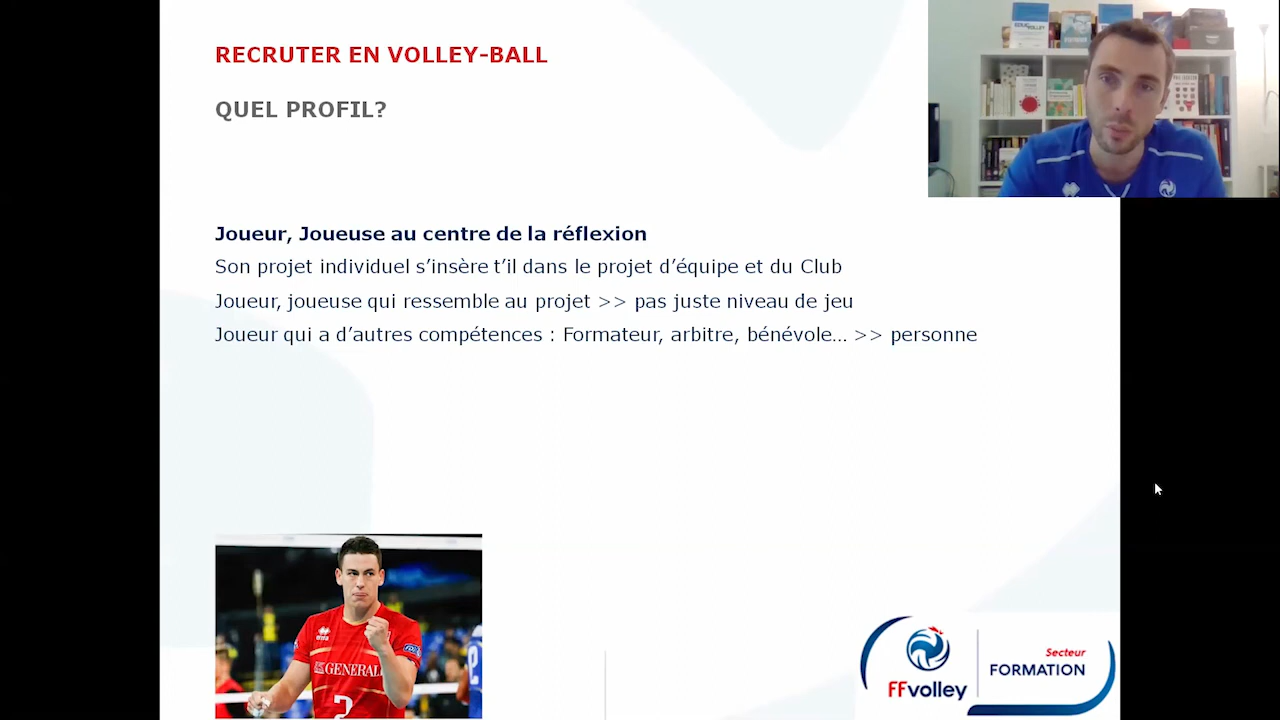 RECRUTER EN VOLLEY-BALL
QUEL PROFIL?
Joueur, Joueuse au centre de la réflexion
Son projet individuel s’insère t’il dans le projet d’équipe et du Club
Joueur, joueuse qui ressemble au projet >> pas juste niveau de jeu
Joueur qui a d’autres compétences : Formateur, arbitre, bénévole… >> personne
GENERALI
2
FFvolley
Secteur
FORMATION